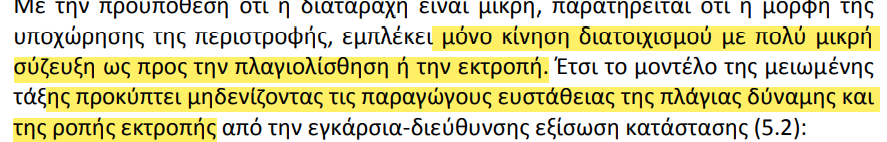 Με την προϋπόθεση ότι η διαταραχή είναι μικρή, παρατηρείται ότι η μορφή της
υποχώρησης της περιστροφής, εμπλέκει μόνο κίνηση διατοιχισμού με πολύ μικρή
σύζευξη ως προς την πλαγιολίσθηση ή την εκτροπή. Έτσι το μοντέλο της μειωμένης
τάξης προκύπτει μηδενίζοντας τις παραγώγους ευστάθειας της πλάγιας δύναμης και
της ροπής εκτροπής από την εγκάρσια-διεύθυνσης εξίσωση κατάστασης (5.2):